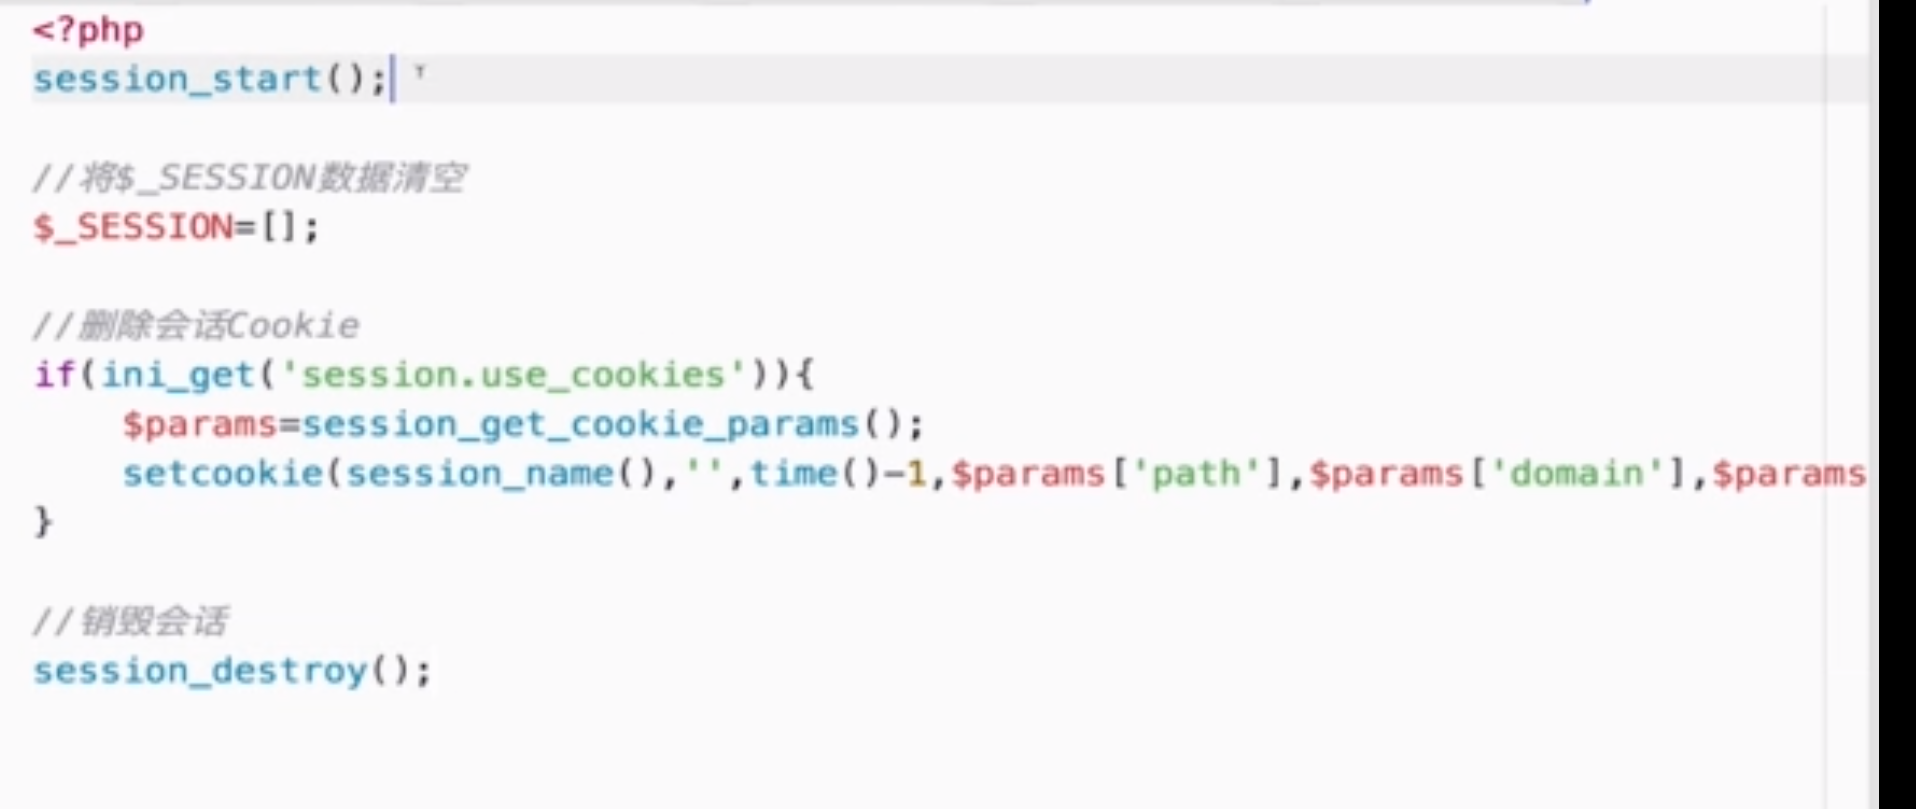 <?php
session_start();
//将$_SESSION数据清空
$_SESSION=[];
//删除会话Cookie
if(ini_get('session.use_cookies')){
    $params=session_get_cookie_params();
    setcookie(session_name(),'',time()-1,$params['path'],$params['domain'],$params
}
//销毁会话
session_destroy();